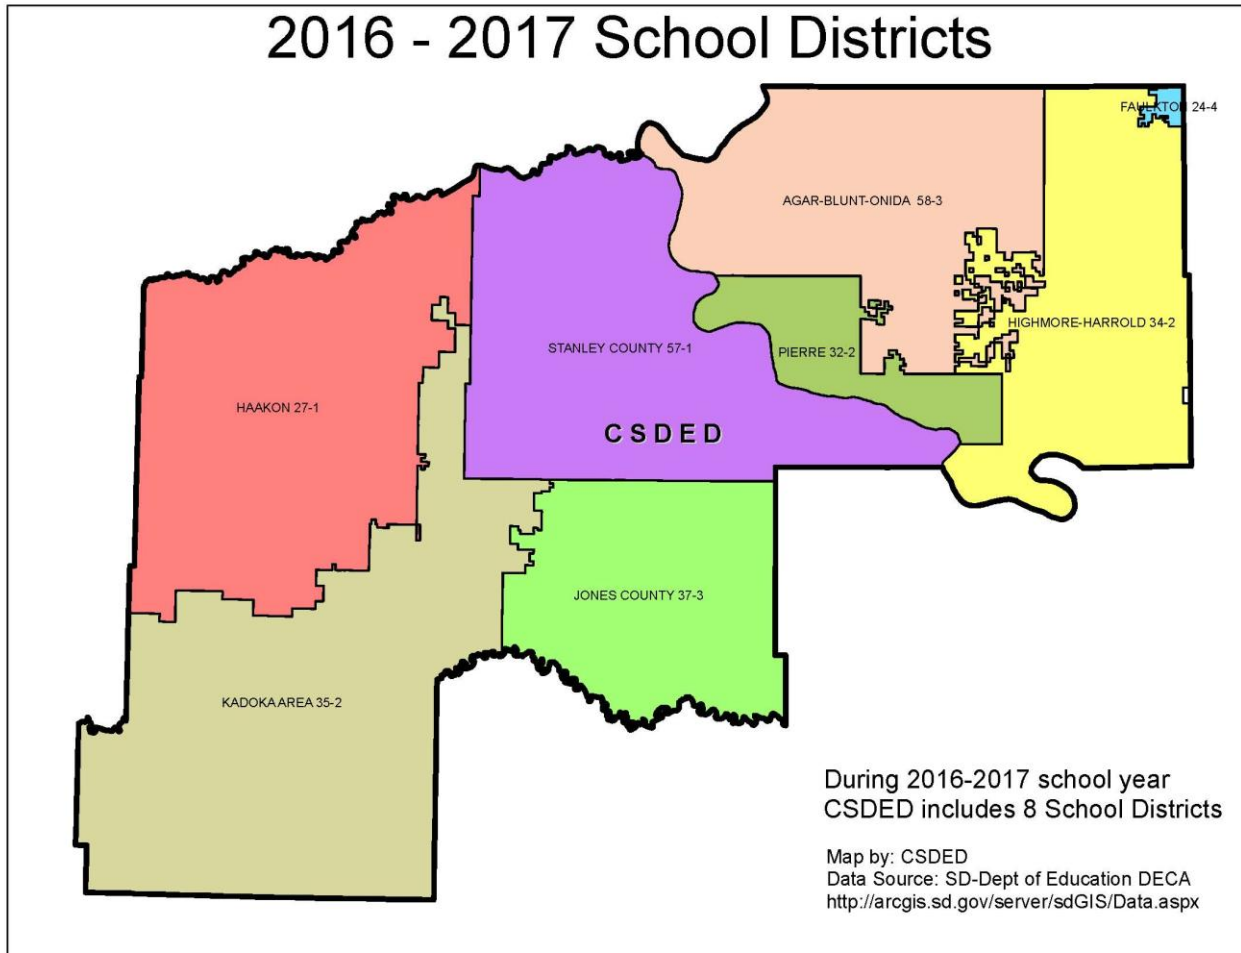 2016 - 2017 School Districts
FAULKTON 24-4
AGAR-BLUNT-ONIDA 58-3
HIGHMORE-HARROLD 34-2
STANLEY COUNTY 57-1
PIERRE 32-2
HAAKON 27-1
CSDED
JONES COUNTY 37-3
KADOKA AREA 35-2
During 2016-2017 school year
CSDED includes 8 School Districts
Map by: CSDED
Data Source: SD-Dept of Education DECA
http://arcgis.sd.gov/server/sdGIS/Data.aspx